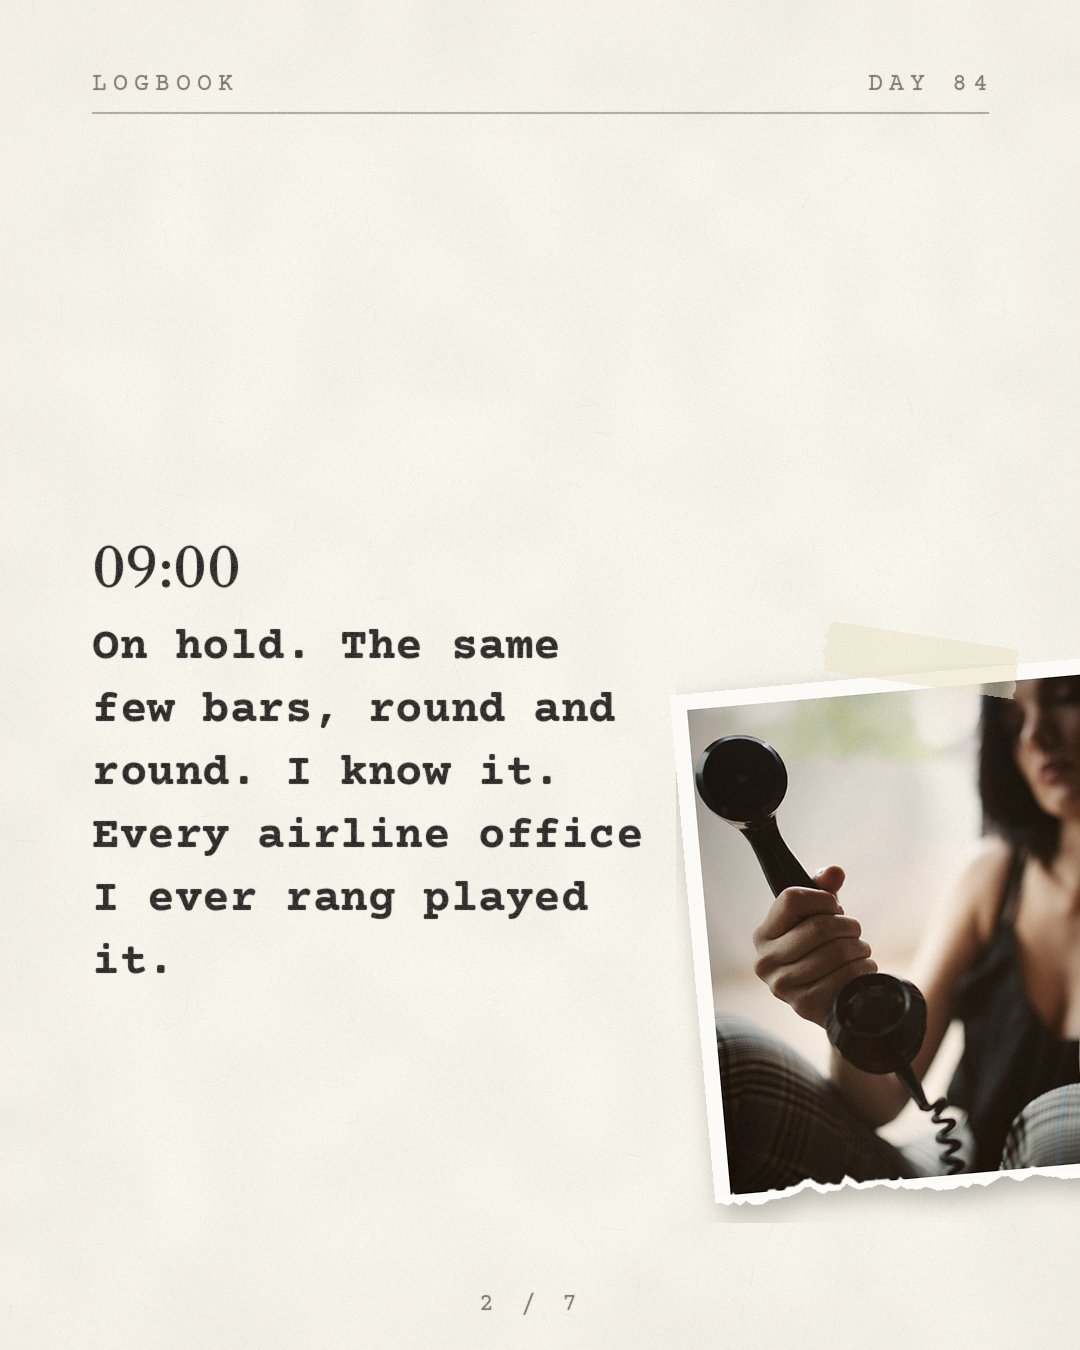 LOGBOOK DAY 84
09:00
On hold. The same
few bars, round and
round. I know it.
Every airline office
I ever rang played
it.
2 / 7